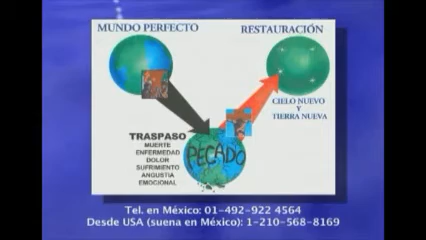 MUNDO PERFECTO
RESTAURACIÓN
CIELO NUEVO
Y
TIERRA NUEVA
TRASPASO
MUERTE
ENFERMEDAD
DOLOR
SUFRIMIENTO
ANGUSTIA
EMOCIONAL
PECADO
Tel. en México: 01-492-922 4564
Desde USA (suena en México): 1-210-568-8169